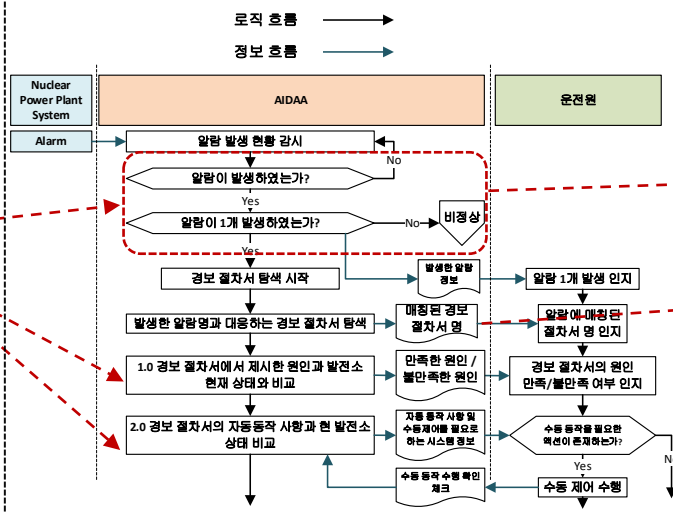 로직 흐름
정보 흐름
Nuclear
Power Plant
System
AIDAA
운전원
Alarm
알람 발생 현황 감시
No
알람이 발생하였는가?
Yes
알람이 1개 발생하였는가?
No
비정상
Yes
경보 절차서 탐색 시작
발생한 알람
정보
알람 1개 발생 인지
발생한 알람명과 대응하는 경보 절차서 탐색
매칭된 경보
절차서 명
알람에 매칭된
절차서 명 인지
1.0 경보 절차서에서 제시한 원인과 발전소
현재 상태와 비교
만족한 원인 /
불만족한 원인
경보 절차서의 원인
만족/불만족 여부 인지
2.0 경보 절차서의 자동동작 사항과 현 발전소
상태 비교
자동 동작 사항 및
수동제어를 필요로
하는 시스템 정보
수동 동작을 필요한
액션이 존재하는가?
No
Yes
수동 동작 수행 확인
체크
수동 제어 수행